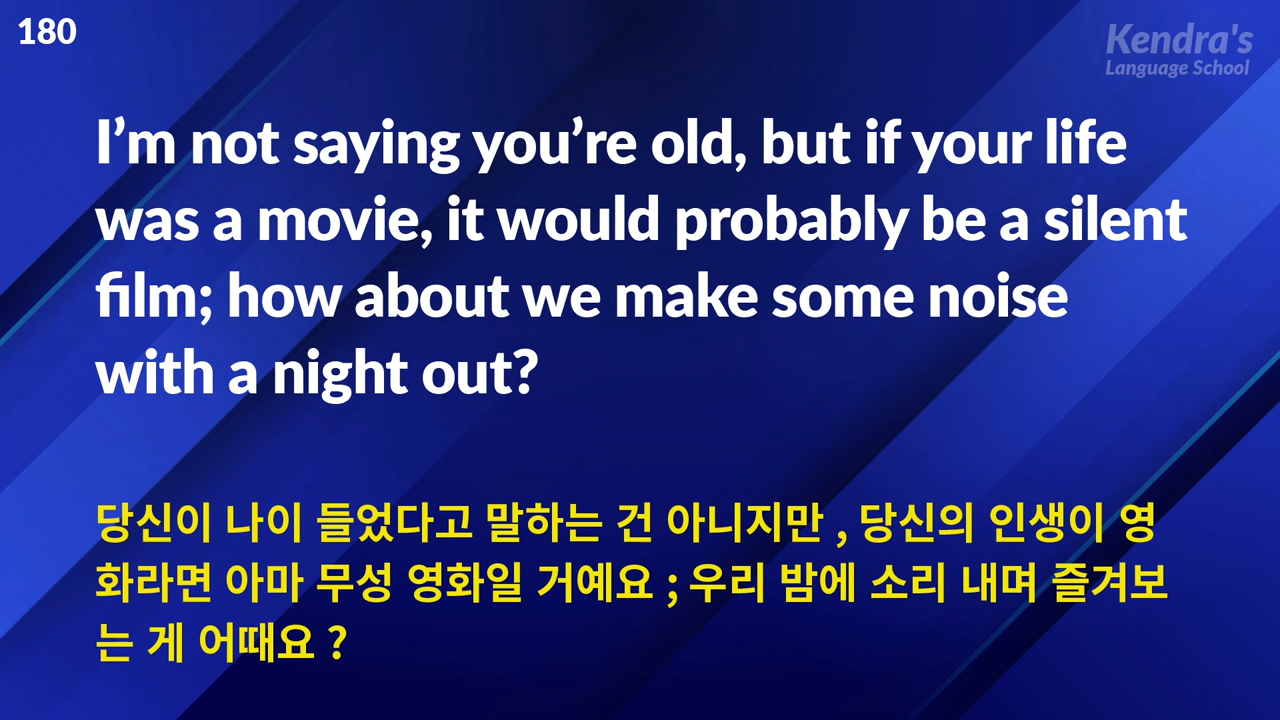 180
Kendra's
Language School
I’m not saying you’re old, but if your life
was a movie, it would probably be a silent
film; how about we make some noise
with a night out?
당신이 나이 들었다고 말하는 건 아니지만 , 당신의 인생이 영
화라면 아마 무성 영화일 거예요 ; 우리 밤에 소리 내며 즐겨보
는 게 어때요 ?